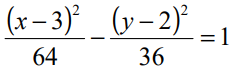 (x − 3)²/64 − (y − 2)²/36 = 1